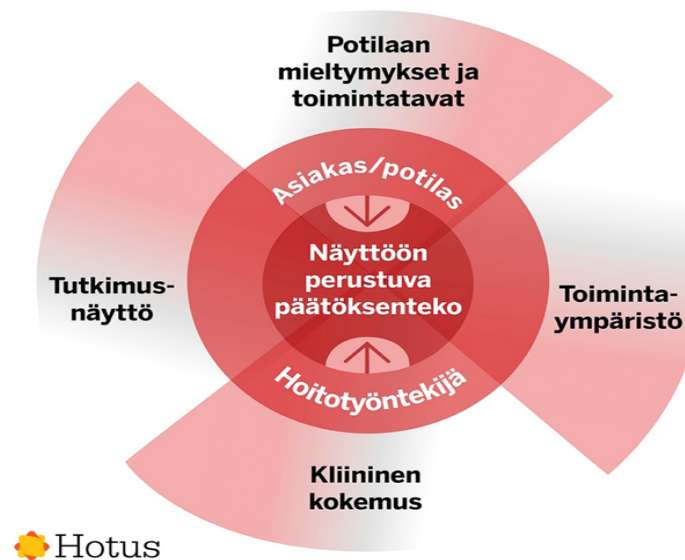 Potilaan
mieltymykset ja
toimintatavat
Asiakas/potilas
Näyttöön
perustuva
päätöksenteko
Tutkimus-
näyttö
Toiminta-
ympäristö
Hoitotyöntekijä
Kliininen
kokemus
Hotus